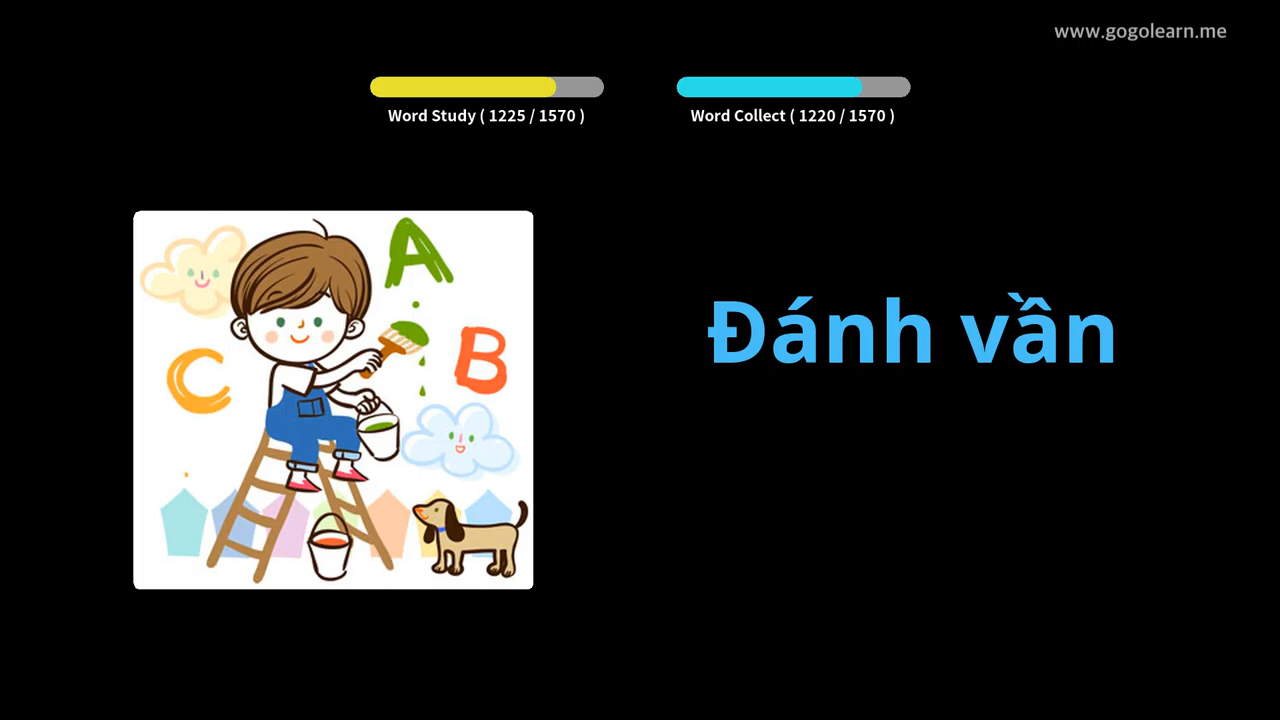 www.gogolearn.me
Word Study ( 1225 / 1570 )
Word Collect ( 1220 / 1570 )
A
B
C
Đánh vần